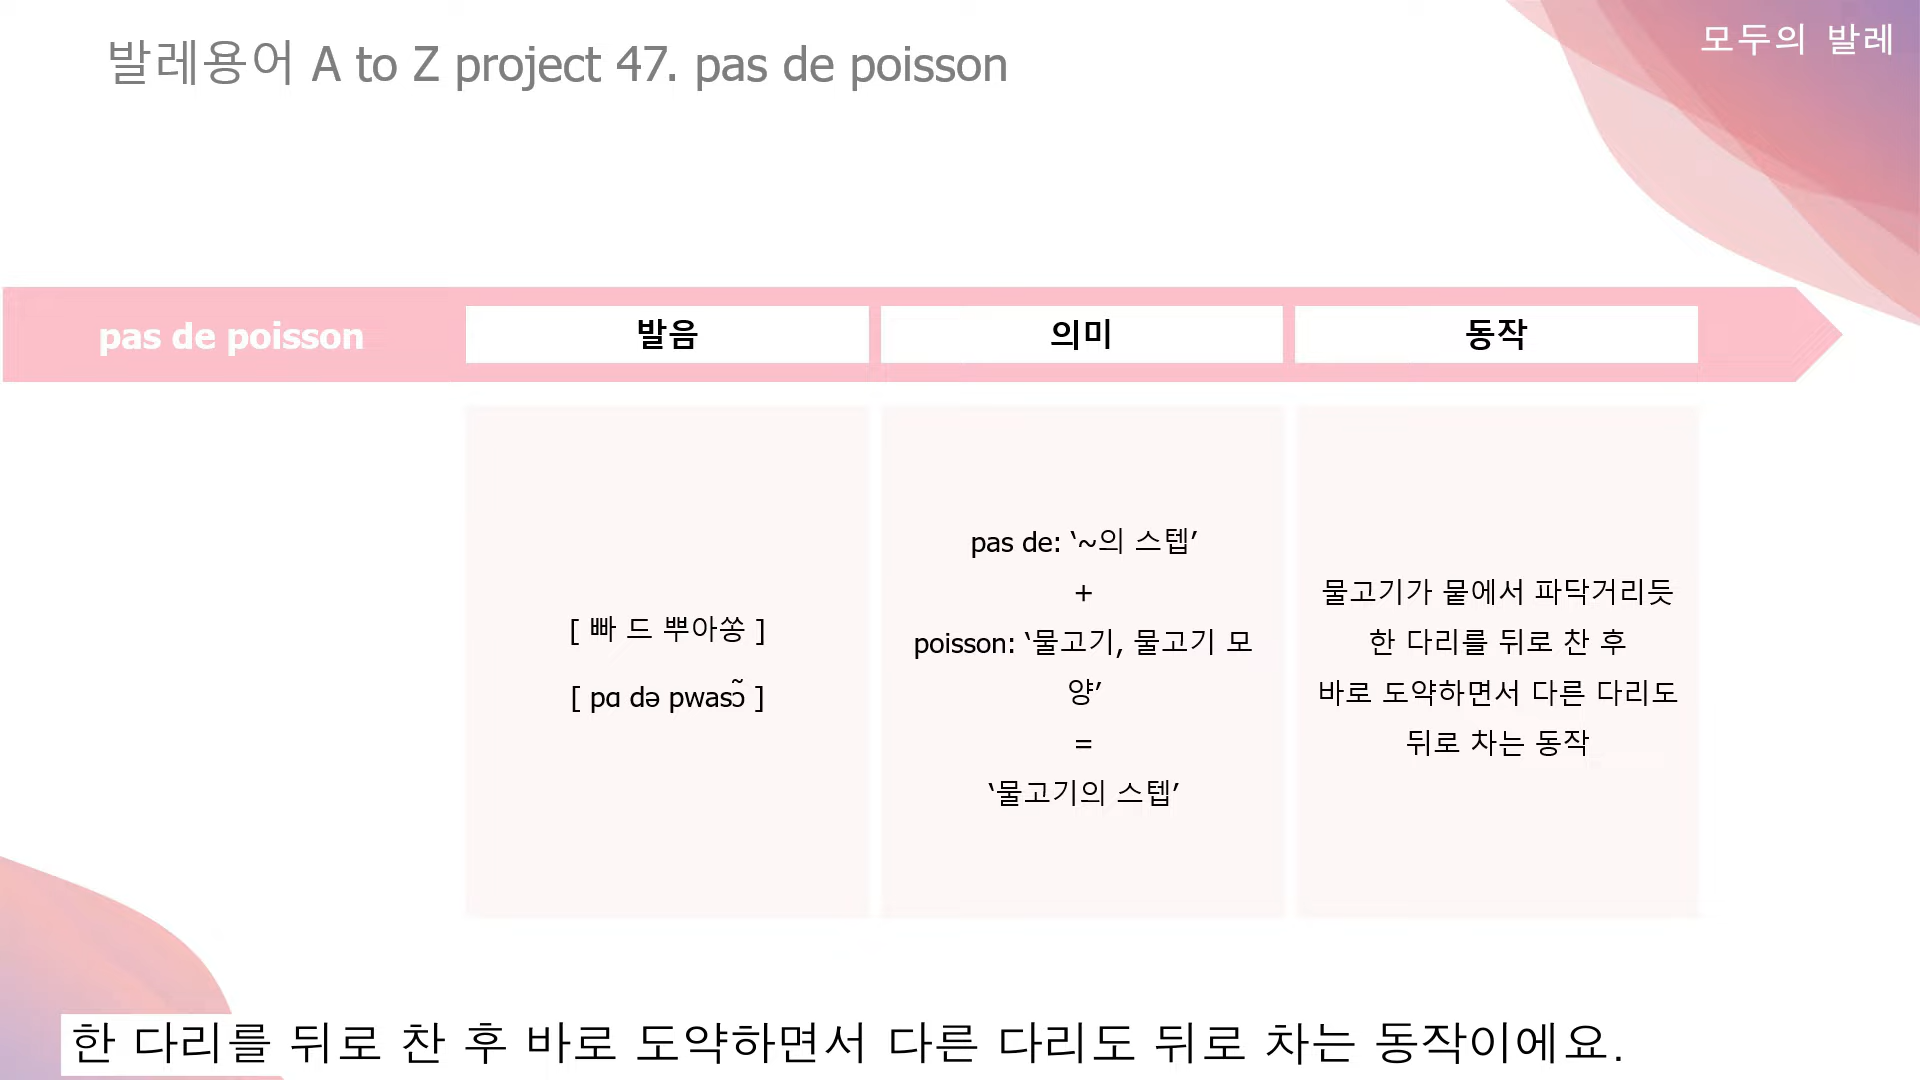 발레용어 A to Z project 47. pas de poisson
모두의 발레
pas de poisson
발음
의미
동작
[ 빠 드 뿌아쏭 ]
[ pɑ də pwasɔ̃ ]
pas de: ‘~의 스텝’
+
poisson: ‘물고기, 물고기 모
양’
=
‘물고기의 스텝’
물고기가 뭍에서 파닥거리듯
한 다리를 뒤로 찬 후
바로 도약하면서 다른 다리도
뒤로 차는 동작
한 다리를 뒤로 찬 후 바로 도약하면서 다른 다리도 뒤로 차는 동작이에요.